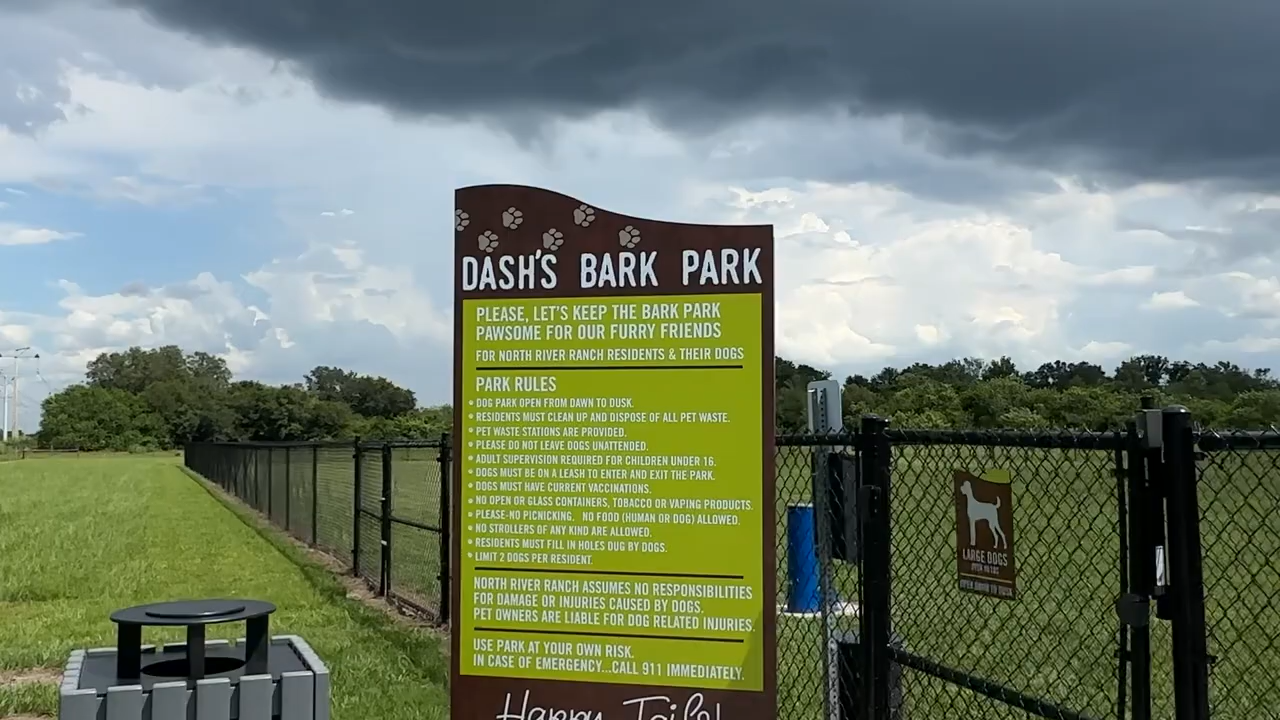 DASH'S BARK PARK
PLEASE, LET'S KEEP THE BARK PARK
PAWSOME FOR OUR FURRY FRIENDS
FOR NORTH RIVER RANCH RESIDENTS & THEIR DOGS
PARK RULES
• DOG PARK OPEN FROM DAWN TO DUSK.
• RESIDENTS MUST CLEAN UP AND DISPOSE OF ALL PET WASTE.
• PET WASTE STATIONS ARE PROVIDED.
• PLEASE DO NOT LEAVE DOGS UNATTENDED.
• ADULT SUPERVISION REQUIRED FOR CHILDREN UNDER 16.
• DOGS MUST BE ON A LEASH TO ENTER AND EXIT THE PARK.
• DOGS MUST HAVE CURRENT VACCINATIONS.
• NO OPEN OR GLASS CONTAINERS, TOBACCO OR VAPING PRODUCTS.
• PLEASE-NO PICNICKING. NO FOOD (HUMAN OR DOG) ALLOWED.
• NO STROLLERS OF ANY KIND ARE ALLOWED.
• RESIDENTS MUST FILL IN HOLES DUG BY DOGS.
• LIMIT 2 DOGS PER RESIDENT.
NORTH RIVER RANCH ASSUMES NO RESPONSIBILITIES
FOR DAMAGE OR INJURIES CAUSED BY DOGS.
PET OWNERS ARE LIABLE FOR DOG RELATED INJURIES.
USE PARK AT YOUR OWN RISK.
IN CASE OF EMERGENCY...CALL 911 IMMEDIATELY.
Happy Tails!
LARGE DOGS